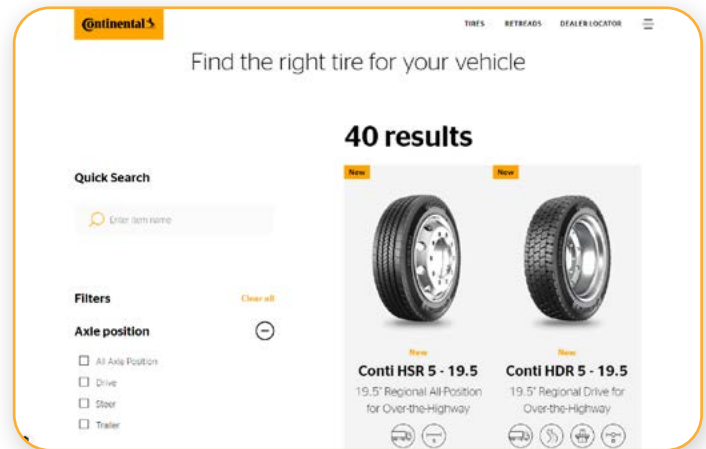 Continental
TIRES RETREADS DEALER LOCATOR
Find the right tire for your vehicle
40 results
Quick Search
Enter item name
Filters Clear all
Axle position
All Axle Position
Drive
Steer
Trailer
New New
New New
Conti HSR 5 - 19.5 Conti HDR 5 - 19.5
19.5" Regional All-Position 19.5" Regional Drive for
for Over-the-Highway Over-the-Highway